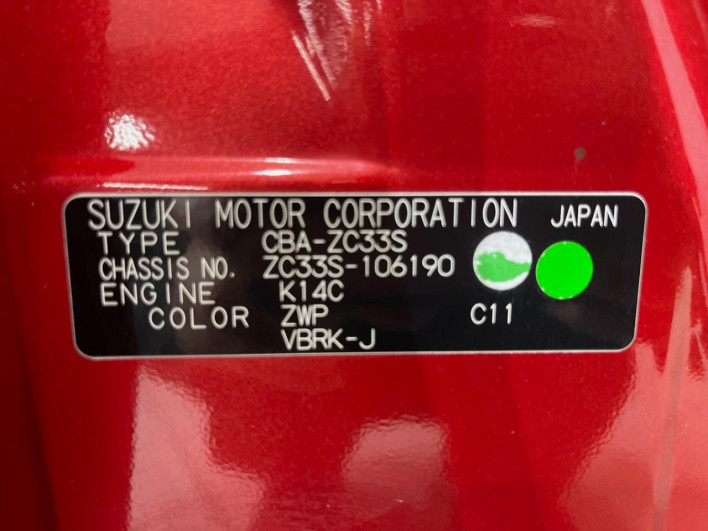 SUZUKI MOTOR CORPORATION JAPAN
TYPE CBA-ZC33S
CHASSIS NO. ZC33S-106190
ENGINE K14C
COLOR ZWP C11
VBRK-J